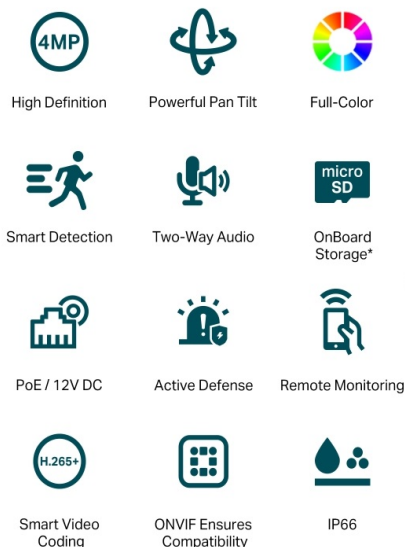 4MP
High Definition
Powerful Pan Tilt
Full-Color
Smart Detection
Two-Way Audio
micro
SD
OnBoard
Storage*
PoE / 12V DC
Active Defense
Remote Monitoring
H.265+
Smart Video
Coding
ONVIF Ensures
Compatibility
IP66